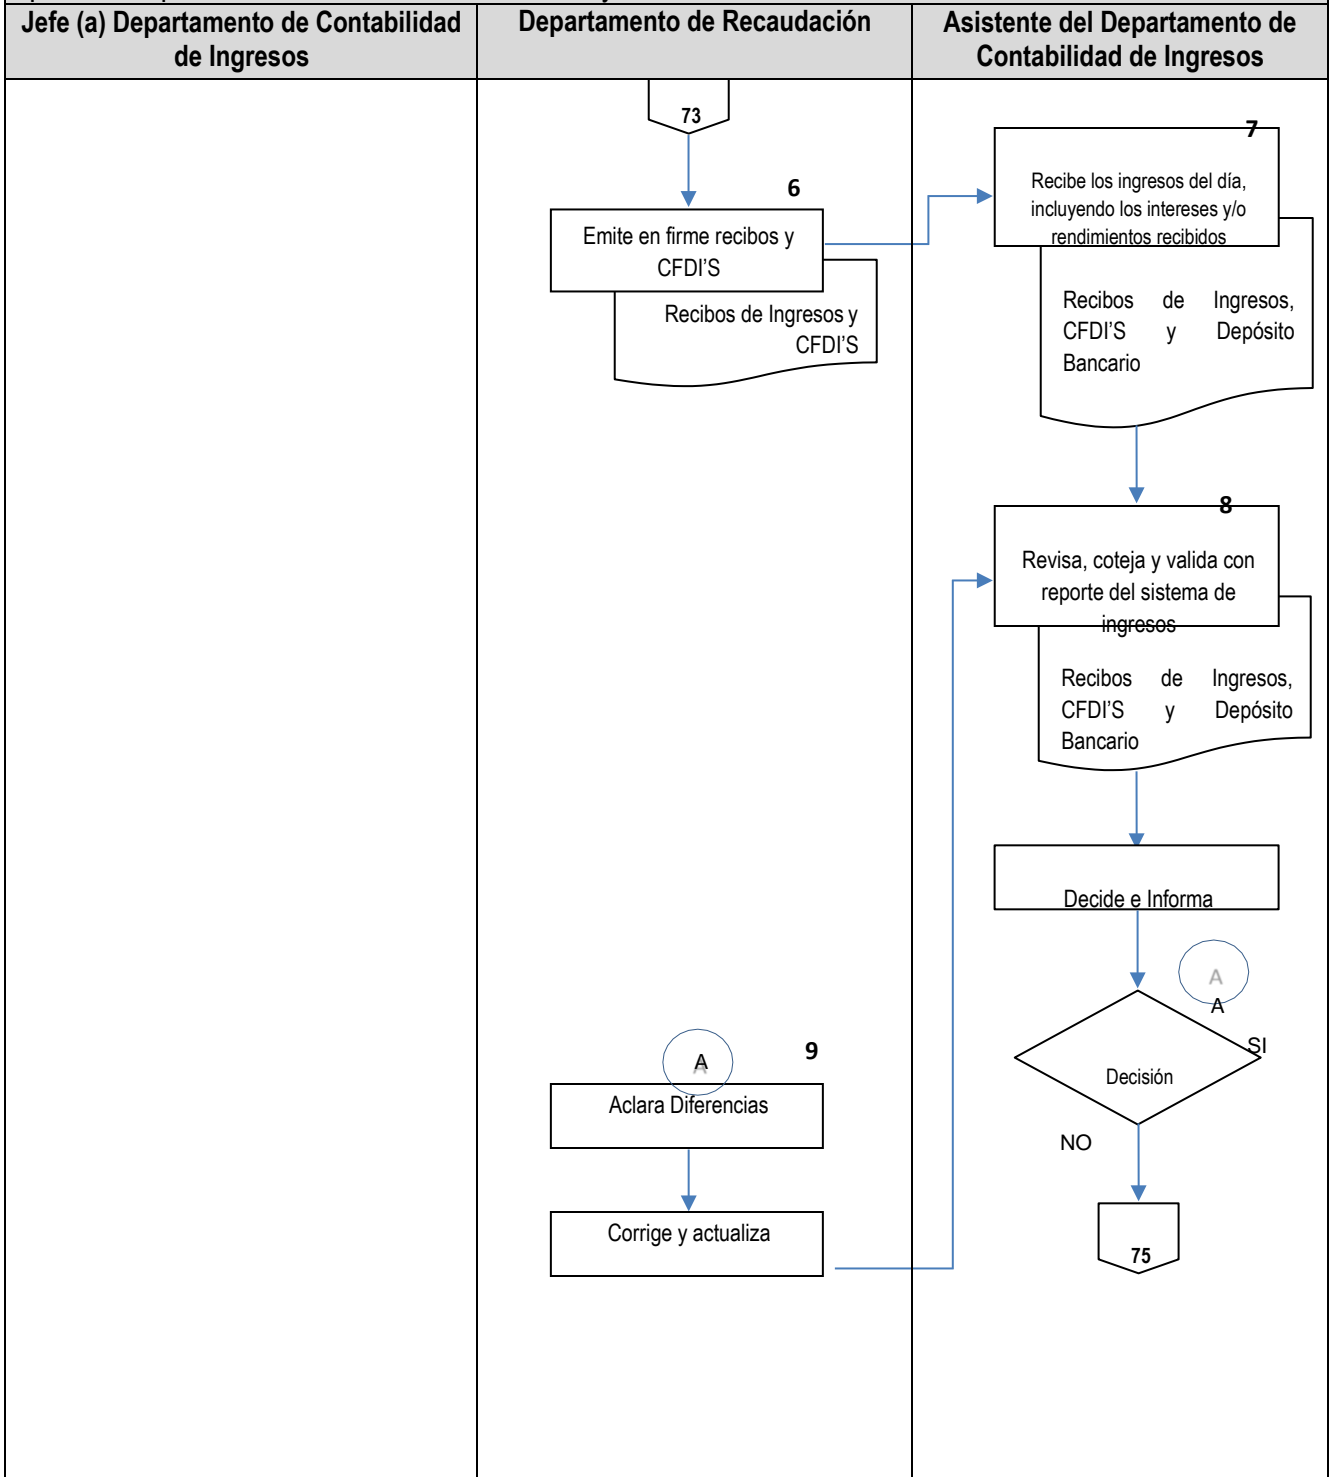 Jefe (a) Departamento de Contabilidad
de Ingresos
Departamento de Recaudación
Asistente del Departamento de
Contabilidad de Ingresos
73
6
Emite en firme recibos y
CFDI'S
Recibos de Ingresos y
CFDI'S
7
Recibe los ingresos del día,
incluyendo los intereses y/o
rendimientos recibidos
Recibos de Ingresos,
CFDI'S y Depósito
Bancario
8
Revisa, coteja y valida con
reporte del sistema de
ingresos
Recibos de Ingresos,
CFDI'S y Depósito
Bancario
Decide e Informa
A
A
SI
Decisión
NO
75
A
A
9
Aclara Diferencias
Corrige y actualiza